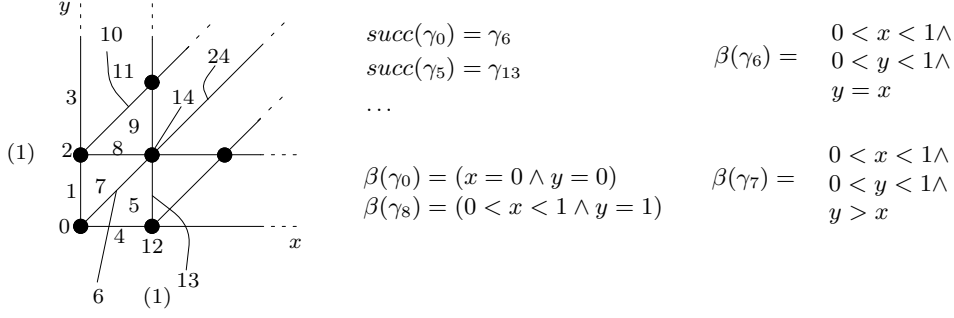 y
10
24
11
3
14
9
(1)
2
8
1
7
5
0
4
12
x
13
6
(1)
succ(γ₀) = γ₆
succ(γ₅) = γ₁₃
...
β(γ₀) = (x = 0 ∧ y = 0)
β(γ₈) = (0 < x < 1 ∧ y = 1)
0 < x < 1∧
β(γ₆) = 0 < y < 1∧
y = x
0 < x < 1∧
β(γ₇) = 0 < y < 1∧
y > x